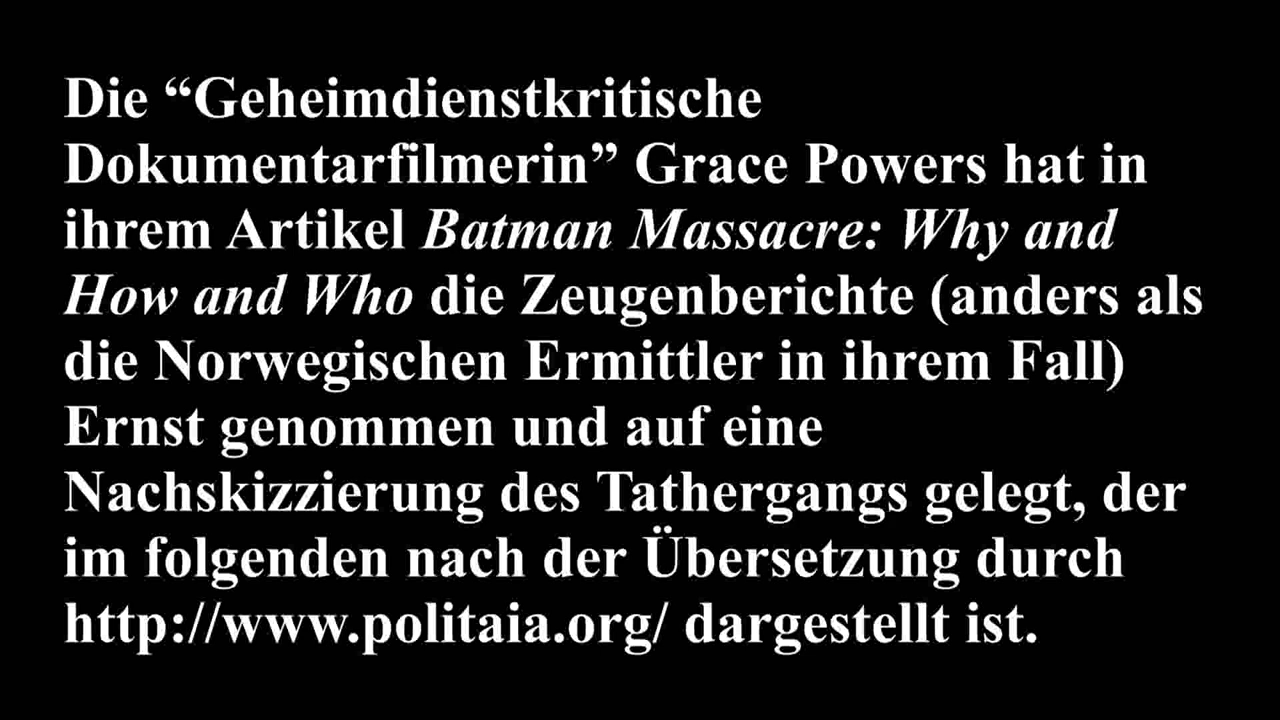 Die “Geheimdienstkritische
Dokumentarfilmerin” Grace Powers hat in
ihrem Artikel Batman Massacre: Why and
How and Who die Zeugenberichte (anders als
die Norwegischen Ermittler in ihrem Fall)
Ernst genommen und auf eine
Nachskizzierung des Tathergangs gelegt, der
im folgenden nach der Übersetzung durch
http://www.politaia.org/ dargestellt ist.